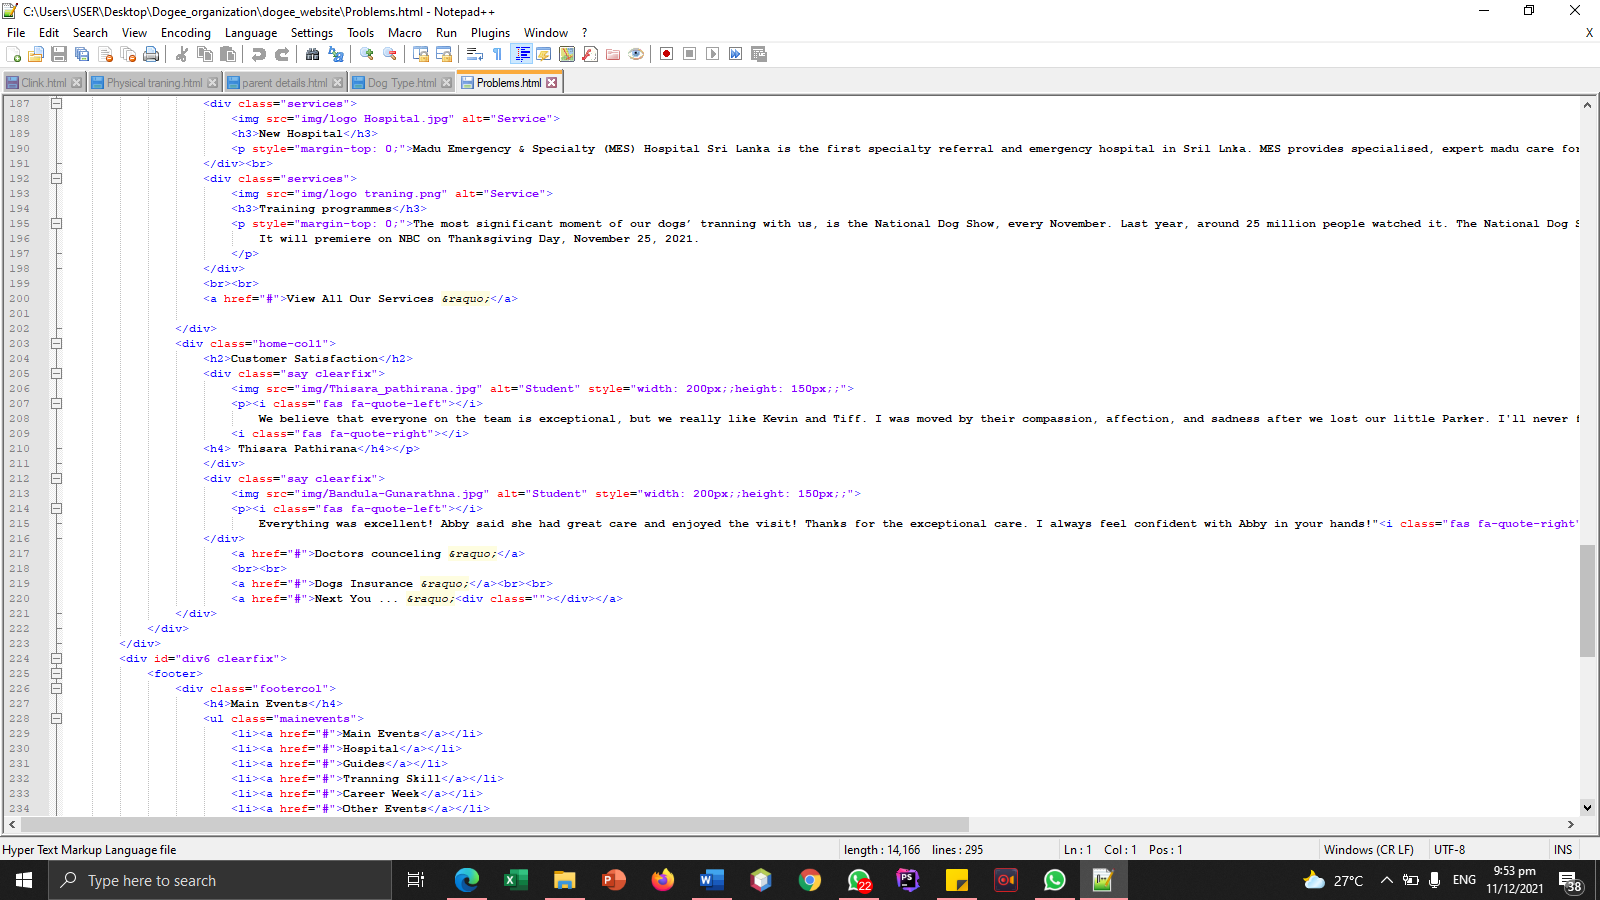 C:\Users\USER\Desktop\Dogee_organization\dogee_website\Problems.html - Notepad++
File Edit Search View Encoding Language Settings Tools Macro Run Plugins Window ? X
Clink.html Physical traning.html parent details.html Dog Type.html Problems.html
187 <div class="services">
188 <img src="img/logo Hospital.jpg" alt="Service">
189 <h3>New Hospital</h3>
190 <p style="margin-top: 0;">Madu Emergency & Specialty (MES) Hospital Sri Lanka is the first specialty referral and emergency hospital in Sril Lnka. MES provides specialised, expert madu care for
191 </div><br>
192 <div class="services">
193 <img src="img/logo traning.png" alt="Service">
194 <h3>Training programmes</h3>
195 <p style="margin-top: 0;">The most significant moment of our dogs’ tranning with us, is the National Dog Show, every November. Last year, around 25 million people watched it. The National Dog S
196 It will premiere on NBC on Thanksgiving Day, November 25, 2021.
197 </p>
198 </div>
199 <br><br>
200 <a href="#">View All Our Services &raquo;</a>
201
202 </div>
203 <div class="home-col1">
204 <h2>Customer Satisfaction</h2>
205 <div class="say clearfix">
206 <img src="img/Thisara_pathirana.jpg" alt="Student" style="width: 200px;;height: 150px;;">
207 <p><i class="fas fa-quote-left"></i>
208 We believe that everyone on the team is exceptional, but we really like Kevin and Tiff. I was moved by their compassion, affection, and sadness after we lost our little Parker. I'll never f
209 <i class="fas fa-quote-right"></i>
210 <h4> Thisara Pathirana</h4></p>
211 </div>
212 <div class="say clearfix">
213 <img src="img/Bandula-Gunarathna.jpg" alt="Student" style="width: 200px;;height: 150px;;">
214 <p><i class="fas fa-quote-left"></i>
215 Everything was excellent! Abby said she had great care and enjoyed the visit! Thanks for the exceptional care. I always feel confident with Abby in your hands!"<i class="fas fa-quote-right"
216 </div>
217 <a href="#">Doctors counceling &raquo;</a>
218 <br><br>
219 <a href="#">Dogs Insurance &raquo;</a><br><br>
220 <a href="#">Next You ... &raquo;<div class=""></div></a>
221 </div>
222 </div>
223 </div>
224 <div id="div6 clearfix">
225 <footer>
226 <div class="footercol">
227 <h4>Main Events</h4>
228 <ul class="mainevents">
229 <li><a href="#">Main Events</a></li>
230 <li><a href="#">Hospital</a></li>
231 <li><a href="#">Guides</a></li>
232 <li><a href="#">Tranning Skill</a></li>
233 <li><a href="#">Career Week</a></li>
234 <li><a href="#">Other Events</a></li>
Hyper Text Markup Language file length : 14,166 lines : 295 Ln : 1 Col : 1 Pos : 1 Windows (CR LF) UTF-8 INS
Type here to search 22 27°C ENG 9:53 pm
11/12/2021 38